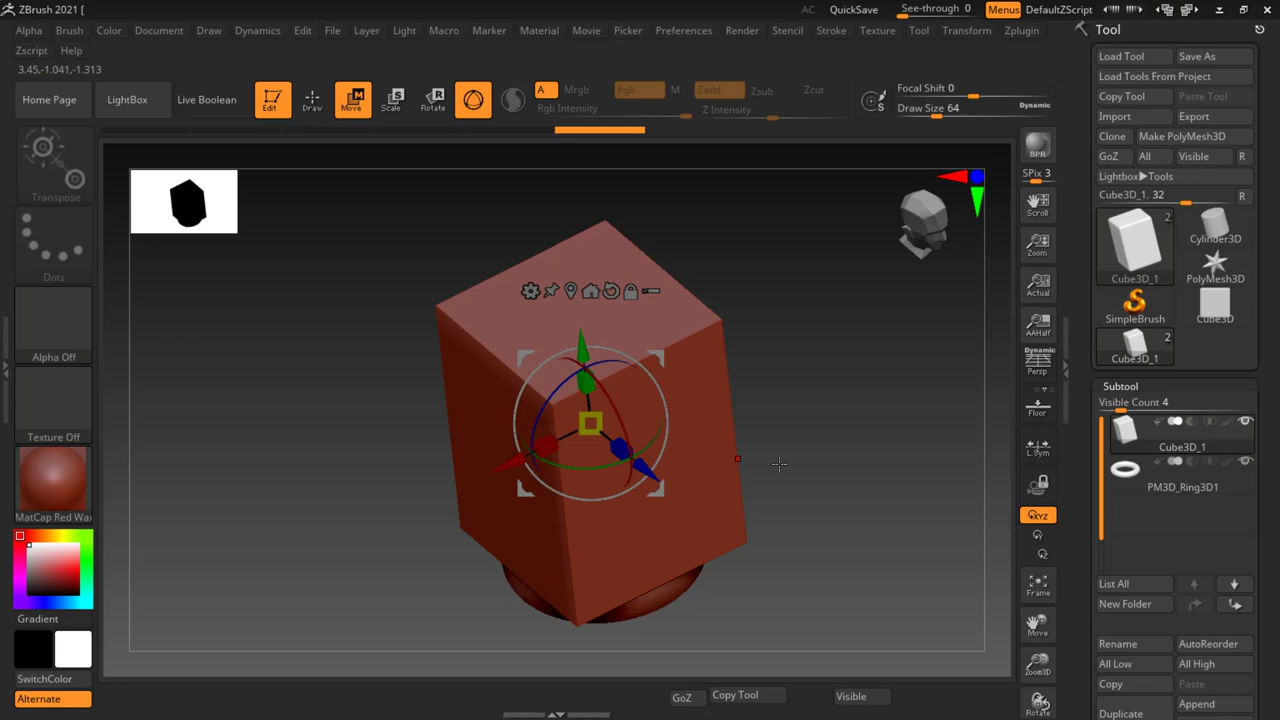 ZBrush 2021 [
AC QuickSave See-through 0 Menus DefaultZScript
Alpha Brush Color Document Draw Dynamics Edit File Layer Light Macro Marker Material Movie Picker Preferences Render Stencil Stroke Texture Tool Transform Zplugin
Zscript Help
3.45,-1.041,-1.313
Home Page LightBox Live Boolean Edit Draw Move Scale Rotate
A Mrgb Rgb M Zadd Zsub Zcut
Rgb Intensity Z Intensity
Focal Shift 0
Draw Size 64 Dynamic
Transpose
Dots
Alpha Off
Texture Off
MatCap Red Wax
Gradient
SwitchColor
Alternate
BPR
SPix 3
Scroll
Zoom
Actual
AAHalf
Dynamic
Persp
Floor
L.Sym
XYZ
Frame
Move
Zoom3D
Rotate
GoZ Copy Tool Visible
Tool
Load Tool Save As
Load Tools From Project
Copy Tool Paste Tool
Import Export
Clone Make PolyMesh3D
GoZ All Visible R
Lightbox▶Tools
Cube3D_1. 32 R
2
Cube3D_1 Cylinder3D
PolyMesh3D
SimpleBrush Cube3D
2
Cube3D_1
Subtool
Visible Count 4
Cube3D_1
PM3D_Ring3D1
List All
New Folder
Rename AutoReorder
All Low All High
Copy Paste
Duplicate Append